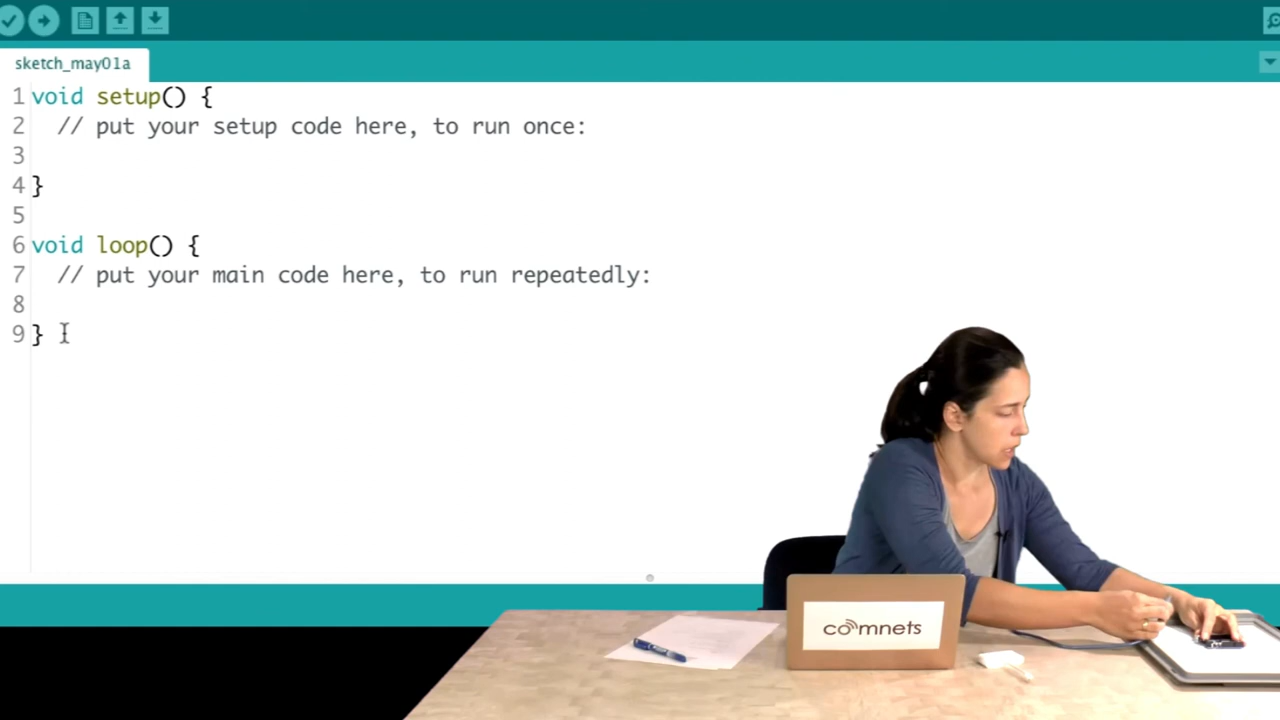 sketch_may01a
1 void setup() {
2 // put your setup code here, to run once:
3
4 }
5
6 void loop() {
7 // put your main code here, to run repeatedly:
8
9 }
comnets